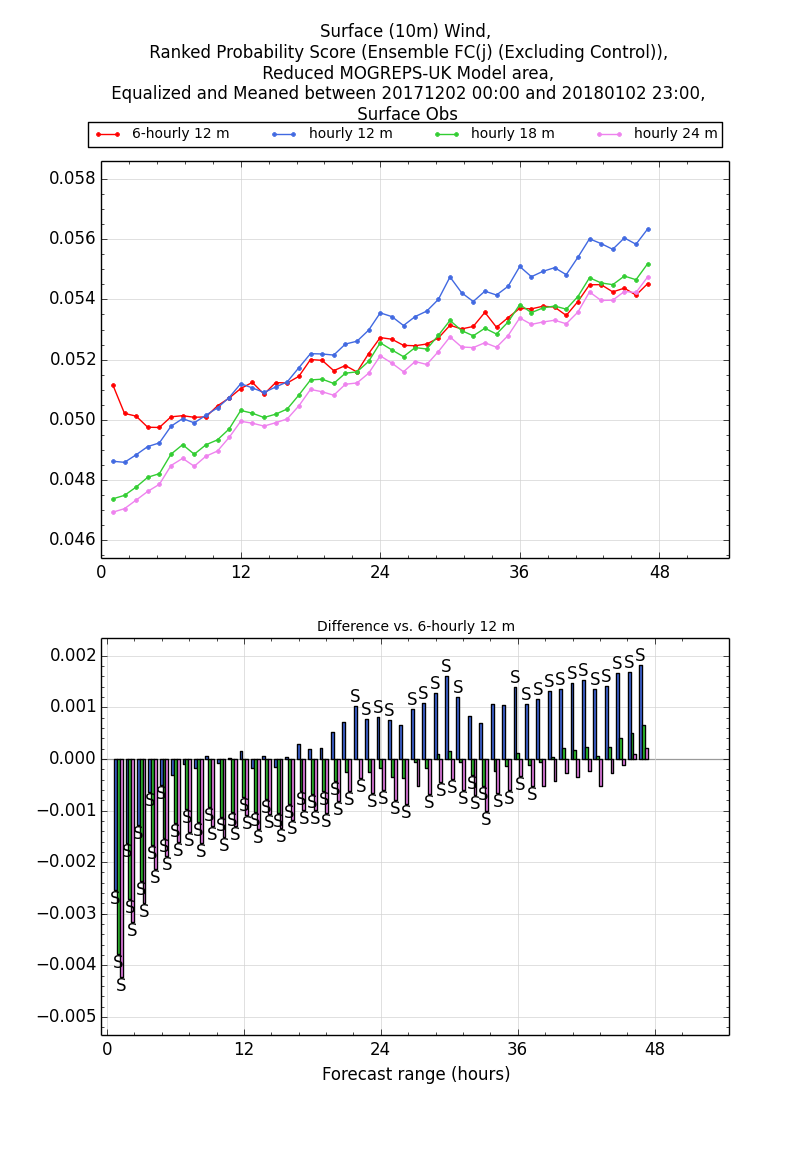 Surface (10m) Wind,
Ranked Probability Score (Ensemble FC(j) (Excluding Control)),
Reduced MOGREPS-UK Model area,
Equalized and Meaned between 20171202 00:00 and 20180102 23:00,
Surface Obs
6-hourly 12 m hourly 12 m hourly 18 m hourly 24 m
0.058
0.056
0.054
0.052
0.050
0.048
0.046
0 12 24 36 48
Difference vs. 6-hourly 12 m
0.002
0.001
0.000
−0.001
−0.002
−0.003
−0.004
−0.005
0 12 24 36 48
Forecast range (hours)